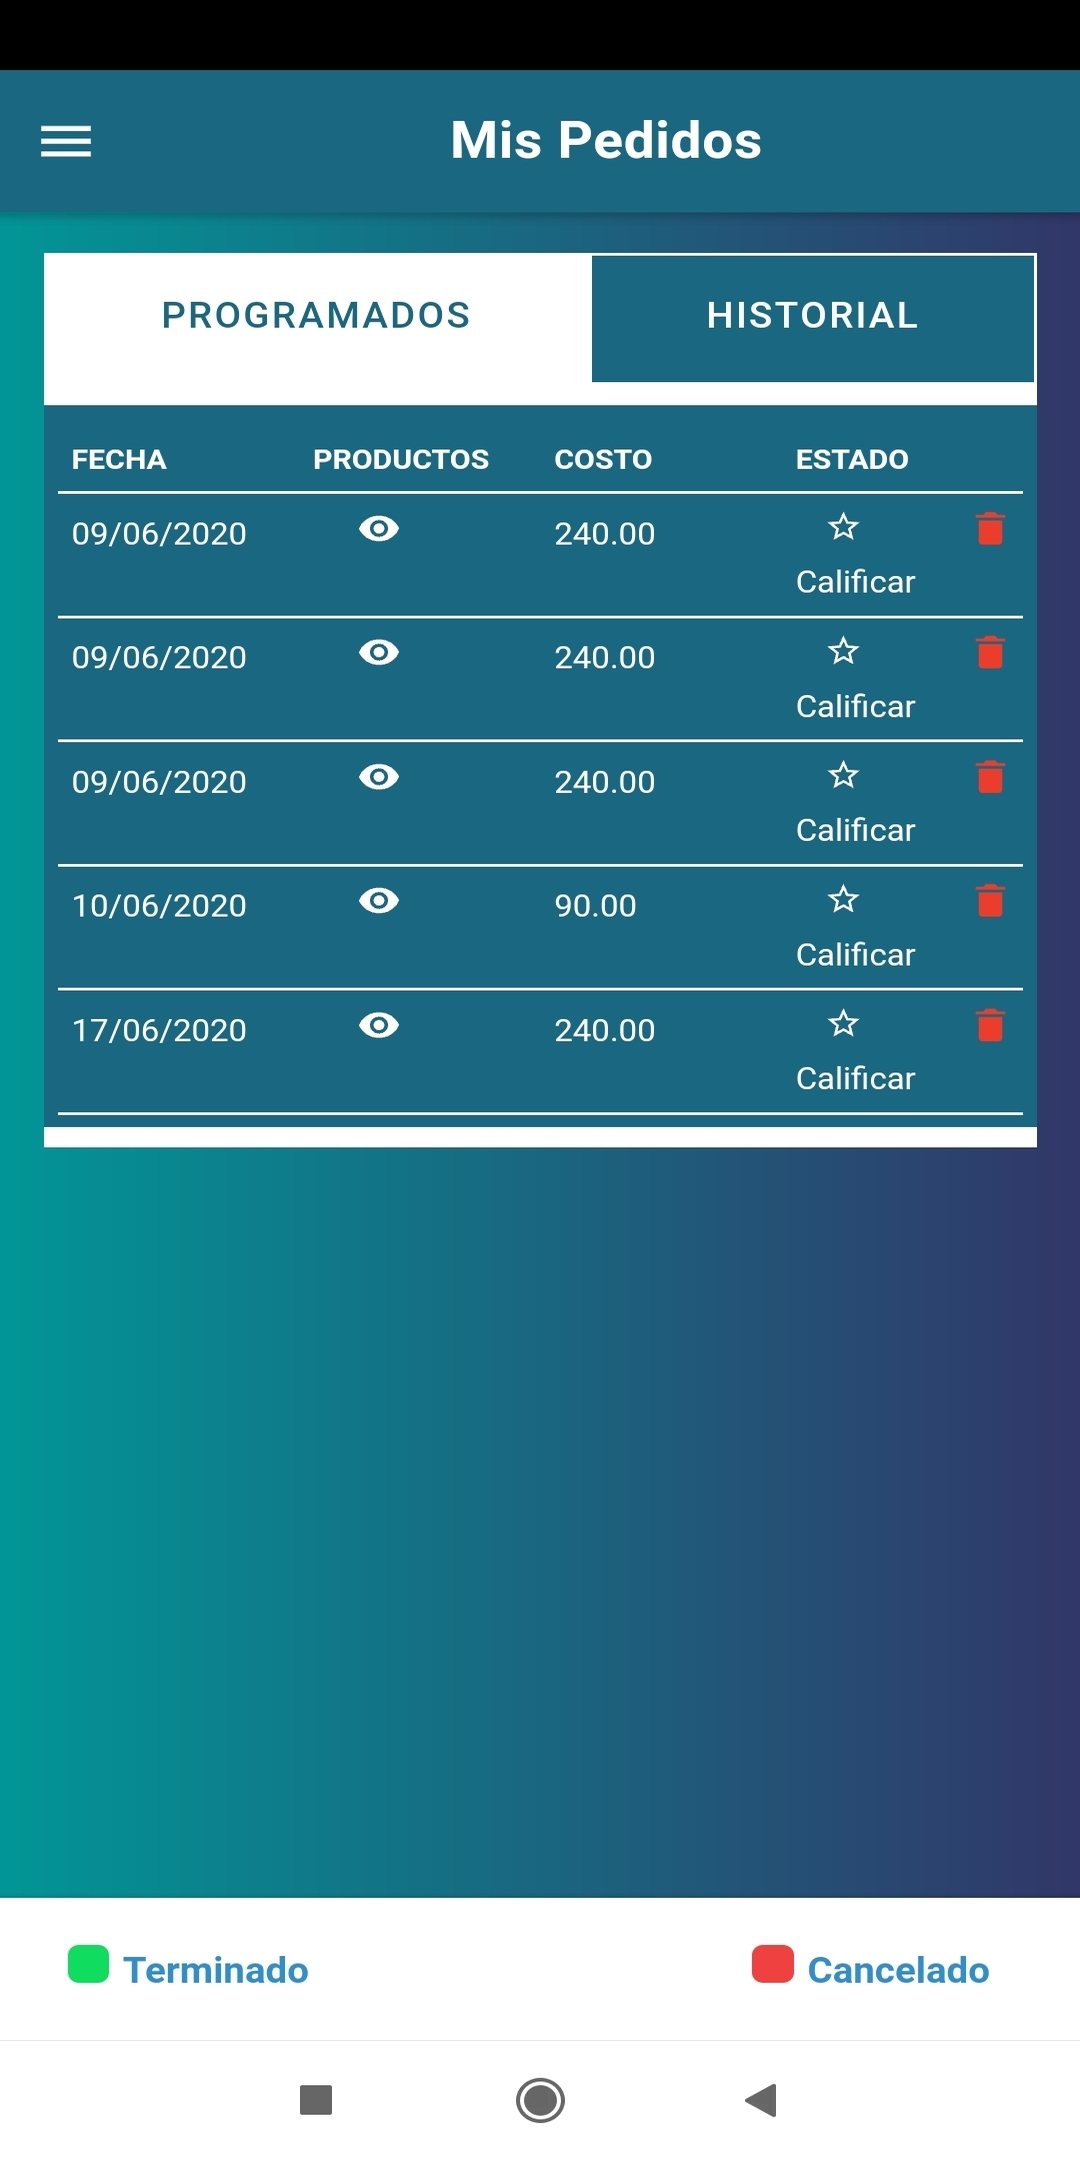 Mis Pedidos
PROGRAMADOS HISTORIAL
FECHA PRODUCTOS COSTO ESTADO
09/06/2020 240.00
Calificar
09/06/2020 240.00
Calificar
09/06/2020 240.00
Calificar
10/06/2020 90.00
Calificar
17/06/2020 240.00
Calificar
Terminado Cancelado